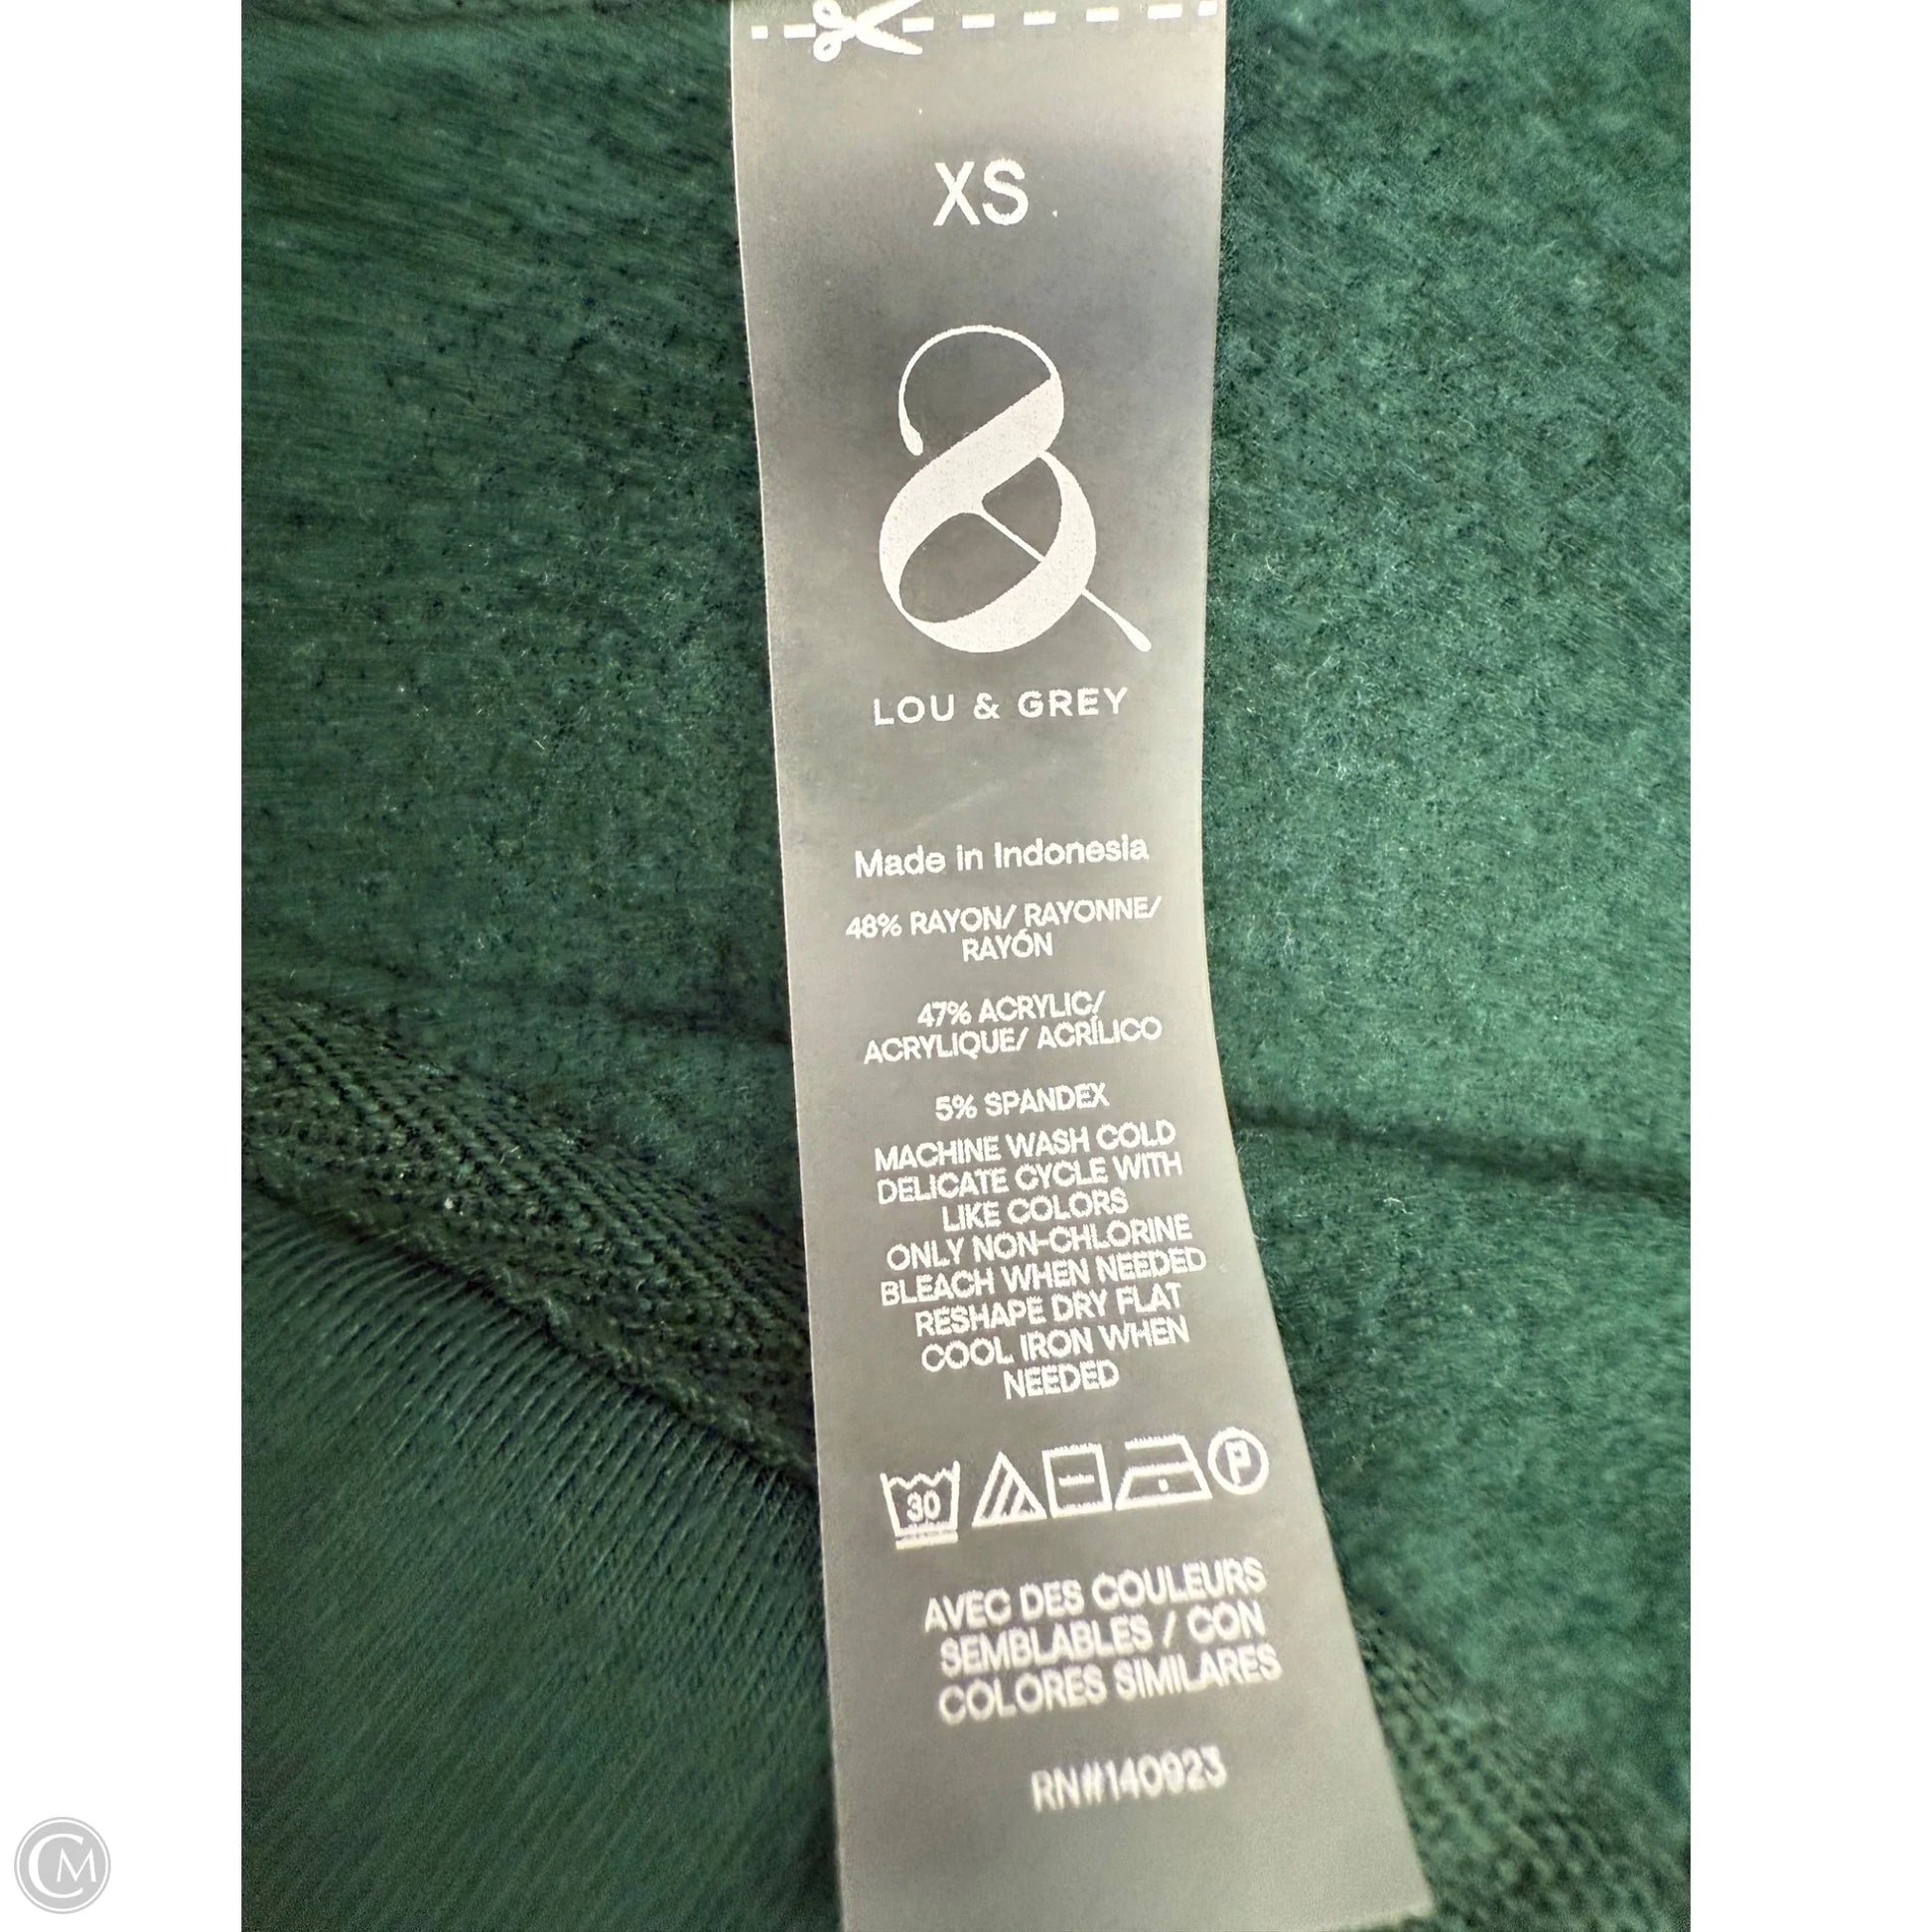 XS
&
LOU & GREY
Made in Indonesia
48% RAYON/ RAYONNE/
RAYÓN
47% ACRYLIC/
ACRYLIQUE/ ACRÍLICO
5% SPANDEX
MACHINE WASH COLD
DELICATE CYCLE WITH
LIKE COLORS
ONLY NON-CHLORINE
BLEACH WHEN NEEDED
RESHAPE DRY FLAT
COOL IRON WHEN
NEEDED
30 P
AVEC DES COULEURS
SEMBLABLES / CON
COLORES SIMILARES
RN#140923
CM